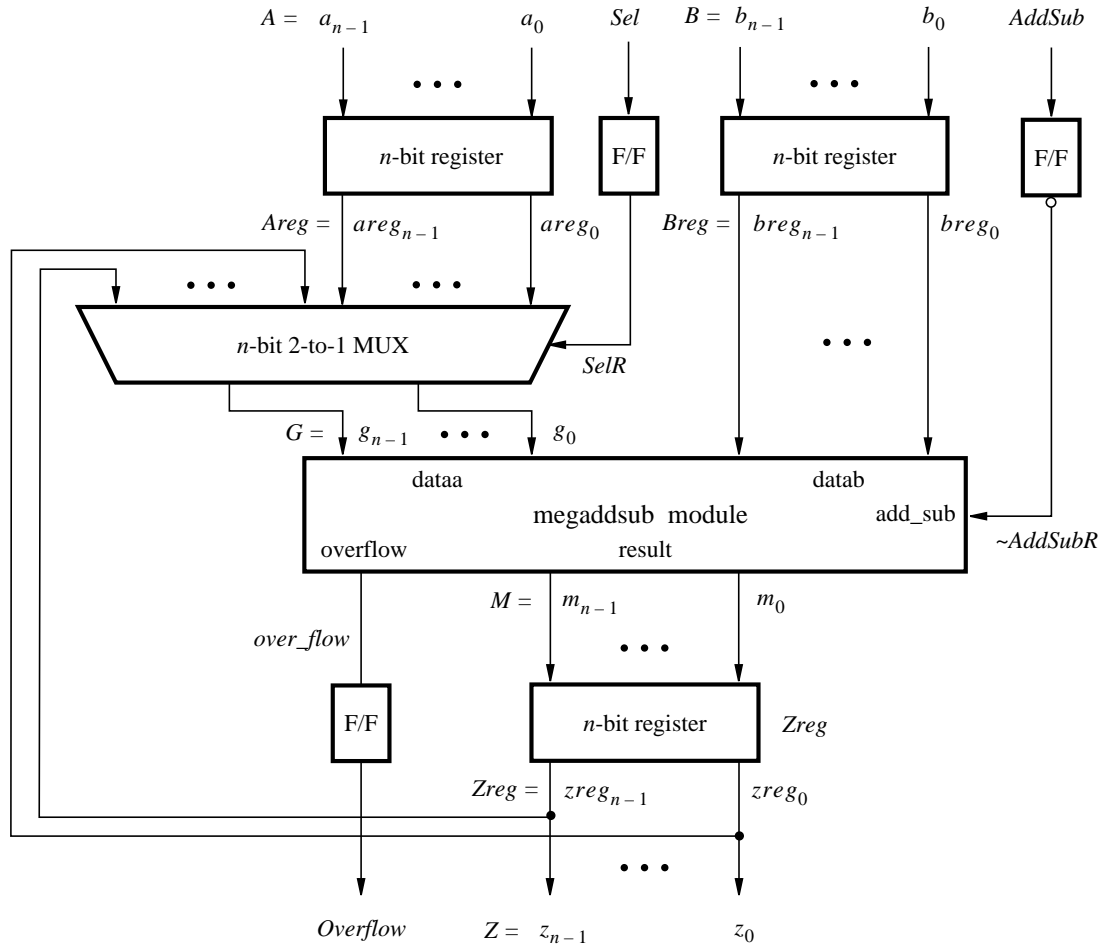 A = a_{n – 1} a_0 Sel B = b_{n – 1} b_0 AddSub
n-bit register F/F n-bit register F/F
Areg = areg_{n – 1} areg_0 Breg = breg_{n – 1} breg_0
n-bit 2-to-1 MUX
SelR
G = g_{n – 1} g_0
dataa datab
megaddsub module add_sub
overflow result
~AddSubR
M = m_{n – 1} m_0
over_flow
F/F n-bit register Zreg
Zreg = zreg_{n – 1} zreg_0
Overflow Z = z_{n – 1} z_0